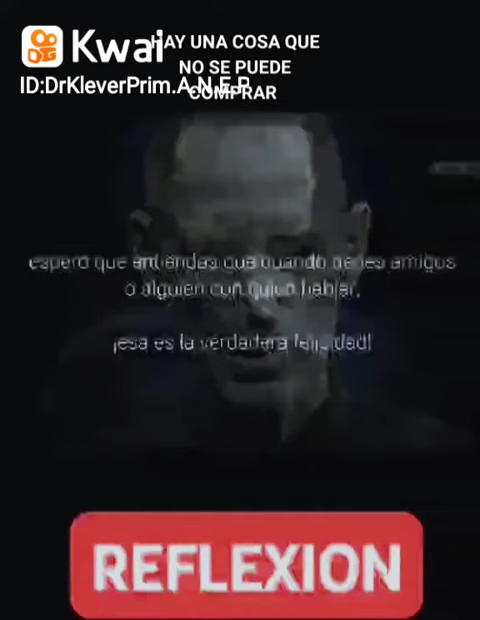 Kwai
HAY UNA COSA QUE
NO SE PUEDE
ID:DrKleverPrim.A.N.E.P
COMPRAR
espero que entiendas que cuando tienes amigos
o alguien con quien hablar,
¡esa es la verdadera felicidad!
REFLEXION